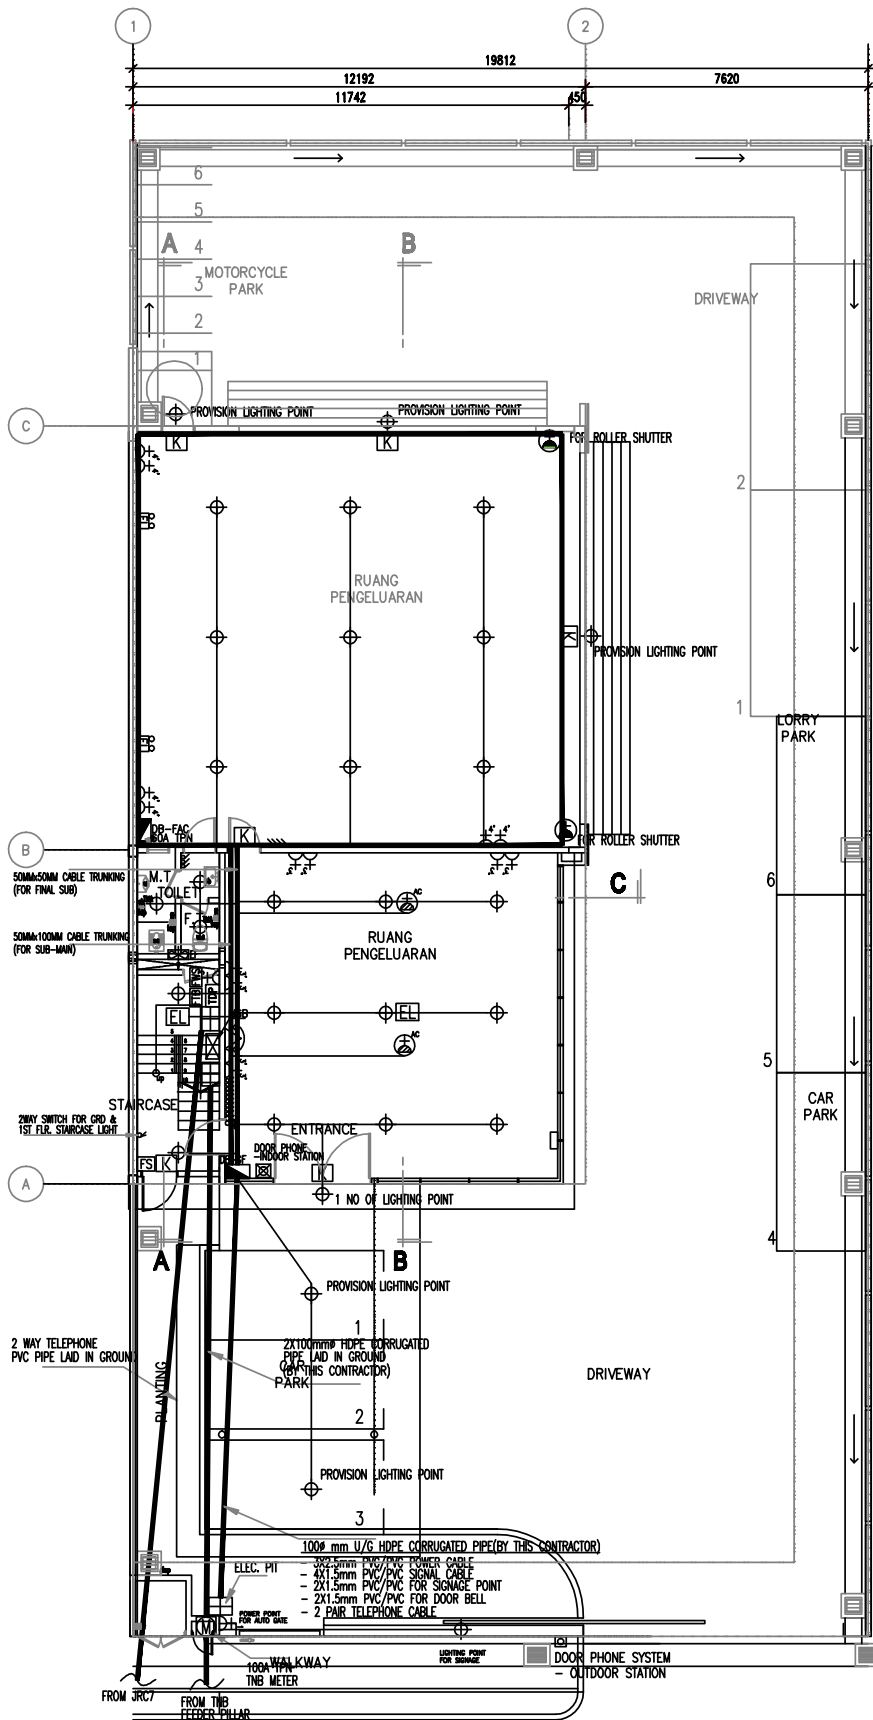 1
2
19812
12192
7620
11742
450
6
5
A
B
4
MOTORCYCLE
PARK
3
DRIVEWAY
2
1
PROVISION LIGHTING POINT
PROVISION LIGHTING POINT
C
K
K
FOR ROLLER SHUTTER
2
RUANG
PENGELUARAN
K
PROVISION LIGHTING POINT
1
LORRY
PARK
DB-FAC
60A TPN
K
FOR ROLLER SHUTTER
B
50MMx50MM CABLE TRUNKING
(FOR FINAL SUB)
M.T
TOILET
AC
C
6
F.
50MMx100MM CABLE TRUNKING
(FOR SUB-MAIN)
RUANG
PENGELUARAN
FTB
FWS
TDP
EL
EL
AC
5
UP
STAIRCASE
CAR
PARK
2WAY SWITCH FOR GRD &
1ST FLR. STAIRCASE LIGHT
ENTRANCE
DOOR PHONE
-INDOOR STATION
FS
K
K
A
1 NO OF LIGHTING POINT
4
A
B
PROVISION LIGHTING POINT
1
2 WAY TELEPHONE
PVC PIPE LAID IN GROUND
2X100mmø HDPE CORRUGATED
PIPE LAID IN GROUND
(BY THIS CONTRACTOR)
CAR
PARK
DRIVEWAY
PLANTING
2
PROVISION LIGHTING POINT
3
100ø mm U/G HDPE CORRUGATED PIPE(BY THIS CONTRACTOR)
- 3X2.5mm PVC/PVC POWER CABLE
- 4X1.5mm PVC/PVC SIGNAL CABLE
- 2X1.5mm PVC/PVC FOR SIGNAGE POINT
- 2X1.5mm PVC/PVC FOR DOOR BELL
- 2 PAIR TELEPHONE CABLE
ELEC. PIT
POWER POINT
FOR AUTO GATE
M
LIGHTING POINT
FOR SIGNAGE
WALKWAY
100A TPN
TNB METER
DOOR PHONE SYSTEM
- OUTDOOR STATION
FROM JRC7
FROM TNB
FEEDER PILLAR